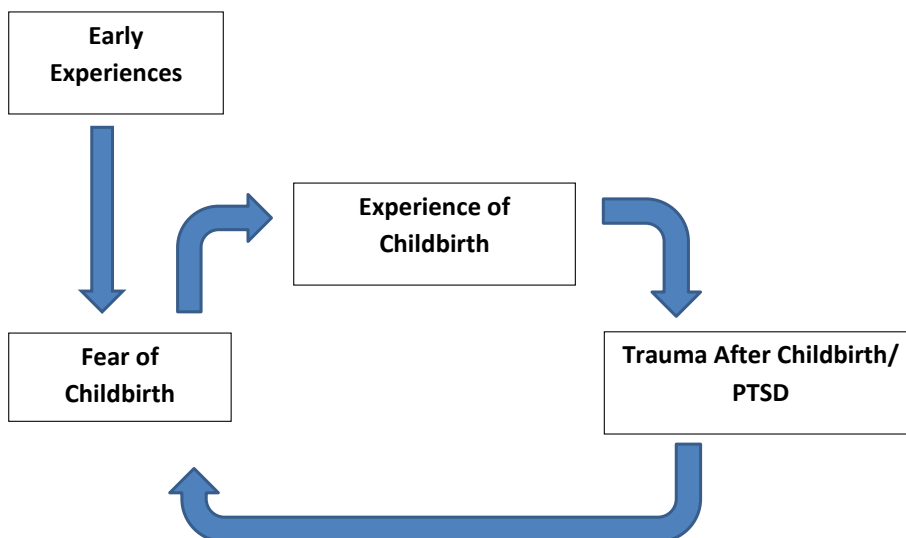 Early
Experiences
Experience of
Childbirth
Fear of
Childbirth
Trauma After Childbirth/
PTSD